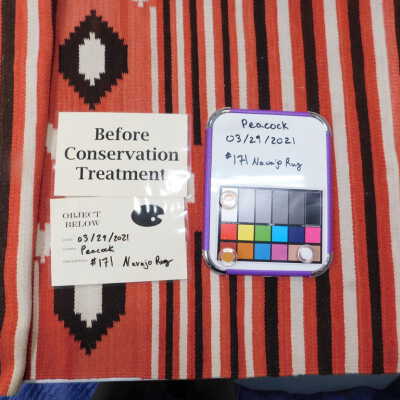 Before
Conservation
Treatment
OBJECT
BELOW
03/29/2021
Peacock
#171 Navajo Rug
Peacock
03/29/2021
#171 Navajo Rug